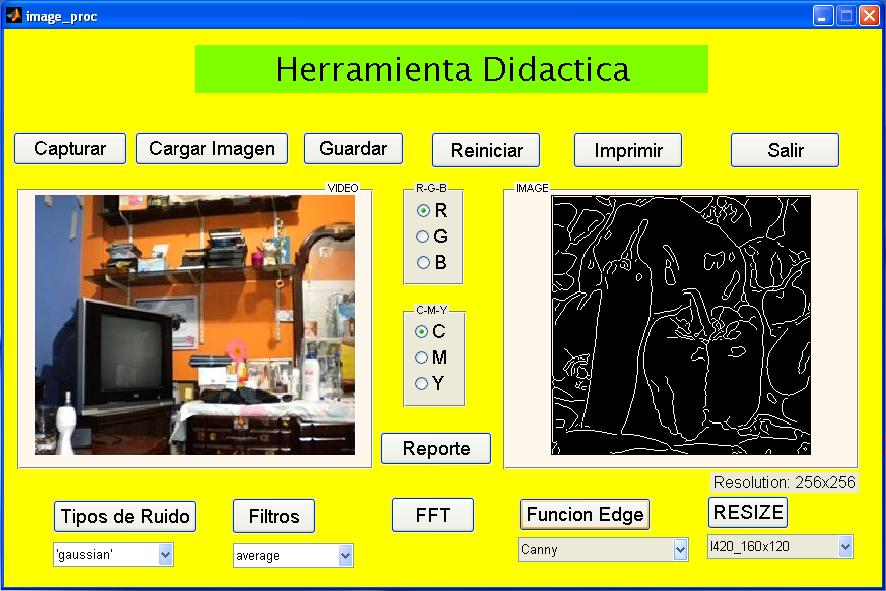 image_proc
Herramienta Didactica
Capturar
Cargar Imagen
Guardar
Reiniciar
Imprimir
Salir
VIDEO
R-G-B
R
G
B
C-M-Y
C
M
Y
Reporte
IMAGE
Resolution: 256x256
Tipos de Ruido
'gaussian'
Filtros
average
FFT
Funcion Edge
Canny
RESIZE
I420_160x120